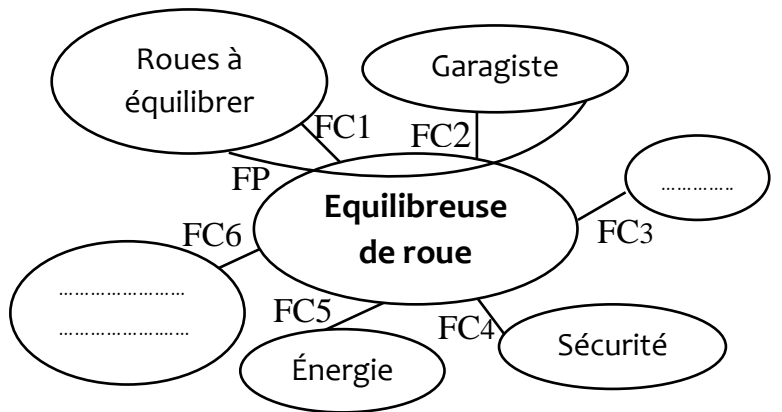 Roues à
équilibrer
Garagiste
FC1
FC2
FP
Equilibreuse
de roue
…………..
FC3
FC6
……………………
…………………….…
FC5
FC4
Énergie
Sécurité